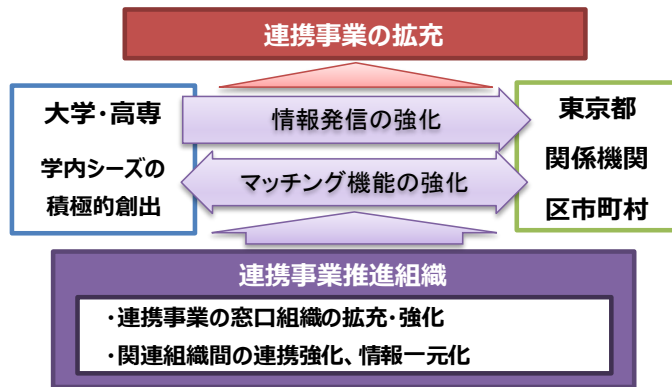 連携事業の拡充
大学・高専
学内シーズの
積極的創出
情報発信の強化
マッチング機能の強化
東京都
関係機関
区市町村
連携事業推進組織
・連携事業の窓口組織の拡充・強化
・関連組織間の連携強化、情報一元化